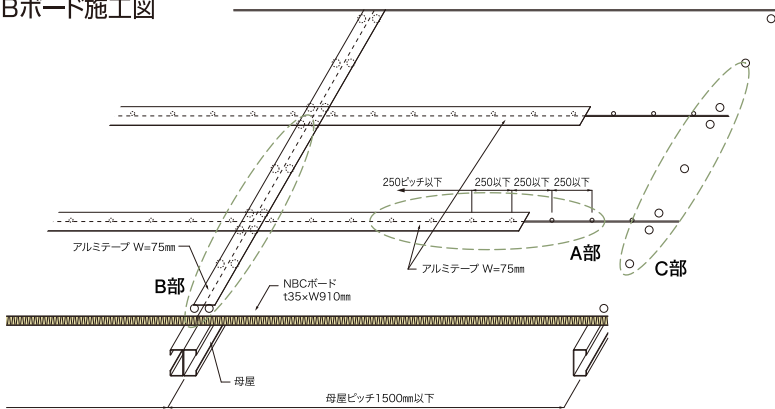 Bボード施工図
250ピッチ以下
250以下
250以下
250以下
アルミテープ W=75mm
アルミテープ W=75mm
A部
C部
B部
NBCボード
t35×W910mm
母屋
母屋ピッチ1500mm以下